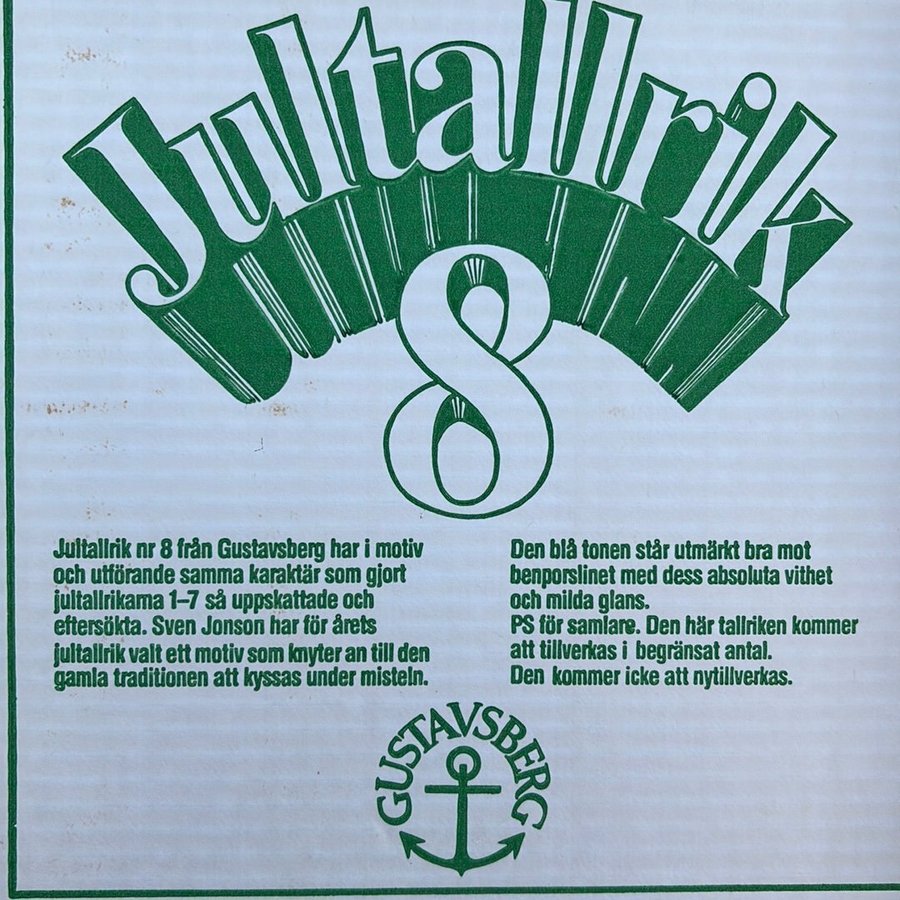 Jultallrik
8
Jultallrik nr 8 från Gustavsberg har i motiv
och utförande samma karaktär som gjort
jultallrikarna 1–7 så uppskattade och
eftersökta. Sven Jonson har för årets
jultallrik valt ett motiv som knyter an till den
gamla traditionen att kyssas under misteln.
Den blå tonen står utmärkt bra mot
benporslinet med dess absoluta vithet
och milda glans.
PS för samlare. Den här tallriken kommer
att tillverkas i begränsat antal.
Den kommer icke att nytillverkas.
GUSTAVSBERG